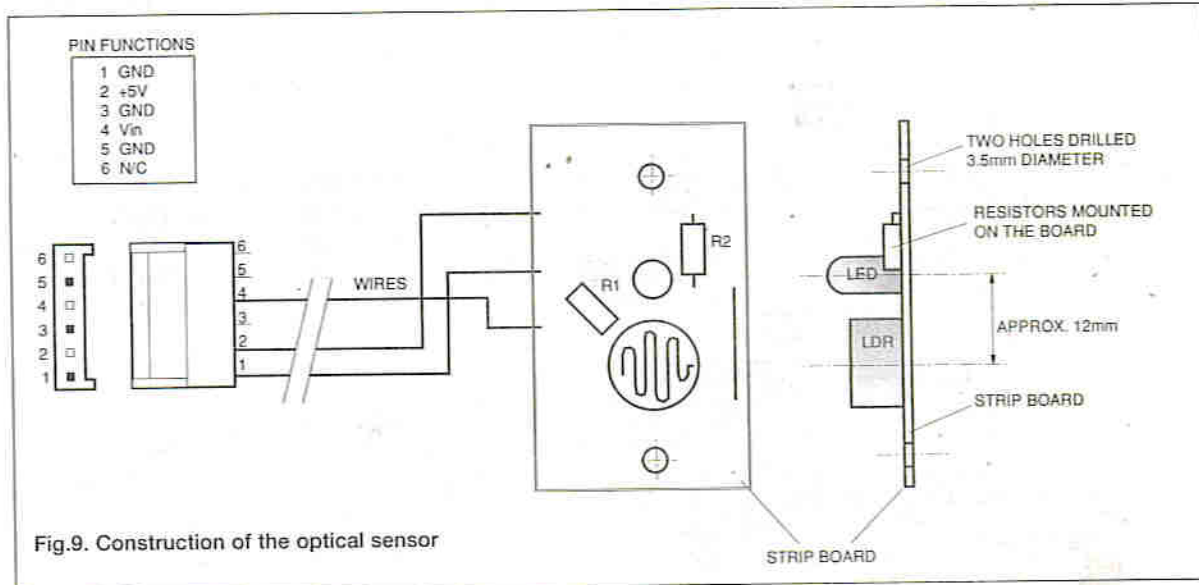 PIN FUNCTIONS
1 GND
2 +5V
3 GND
4 Vin
5 GND
6 N/C
6
5
4
3
2
1
6
5
4
3
2
1
WIRES
R1
R2
TWO HOLES DRILLED
3.5mm DIAMETER
RESISTORS MOUNTED
ON THE BOARD
LED
APPROX. 12mm
LDR
STRIP BOARD
STRIP BOARD
Fig.9. Construction of the optical sensor